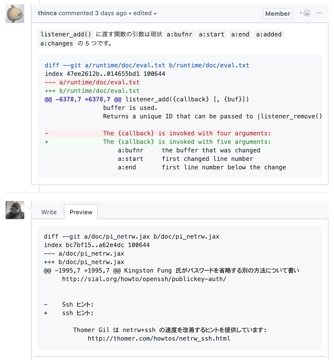 thinca commented 3 days ago • edited
Member
listener_add() に渡す関数の引数は現状 a:bufnr a:start a:end a:added
a:changes の 5 つです。
diff --git a/runtime/doc/eval.txt b/runtime/doc/eval.txt
index 47ee2612b..014655bd1 100644
--- a/runtime/doc/eval.txt
+++ b/runtime/doc/eval.txt
@@ -6378,7 +6378,7 @@ listener_add({callback} [, {buf}])
buffer is used.
Returns a unique ID that can be passed to |listener_remove()
- The {callback} is invoked with four arguments:
+ The {callback} is invoked with five arguments:
a:bufnr the buffer that was changed
a:start first changed line number
a:end first line number below the change
Write Preview
diff --git a/doc/pi_netrw.jax b/doc/pi_netrw.jax
index bc7bf15..a62e4dc 100644
--- a/doc/pi_netrw.jax
+++ b/doc/pi_netrw.jax
@@ -1995,7 +1995,7 @@ Kingston Fung 氏がパスワードを省略する別の方法について書い
http://sial.org/howto/openssh/publickey-auth/
- Ssh ヒント:
+ ssh ヒント:
Thomer Gil は netrw+ssh の速度を改善するヒントを提供しています:
http://thomer.com/howtos/netrw_ssh.html